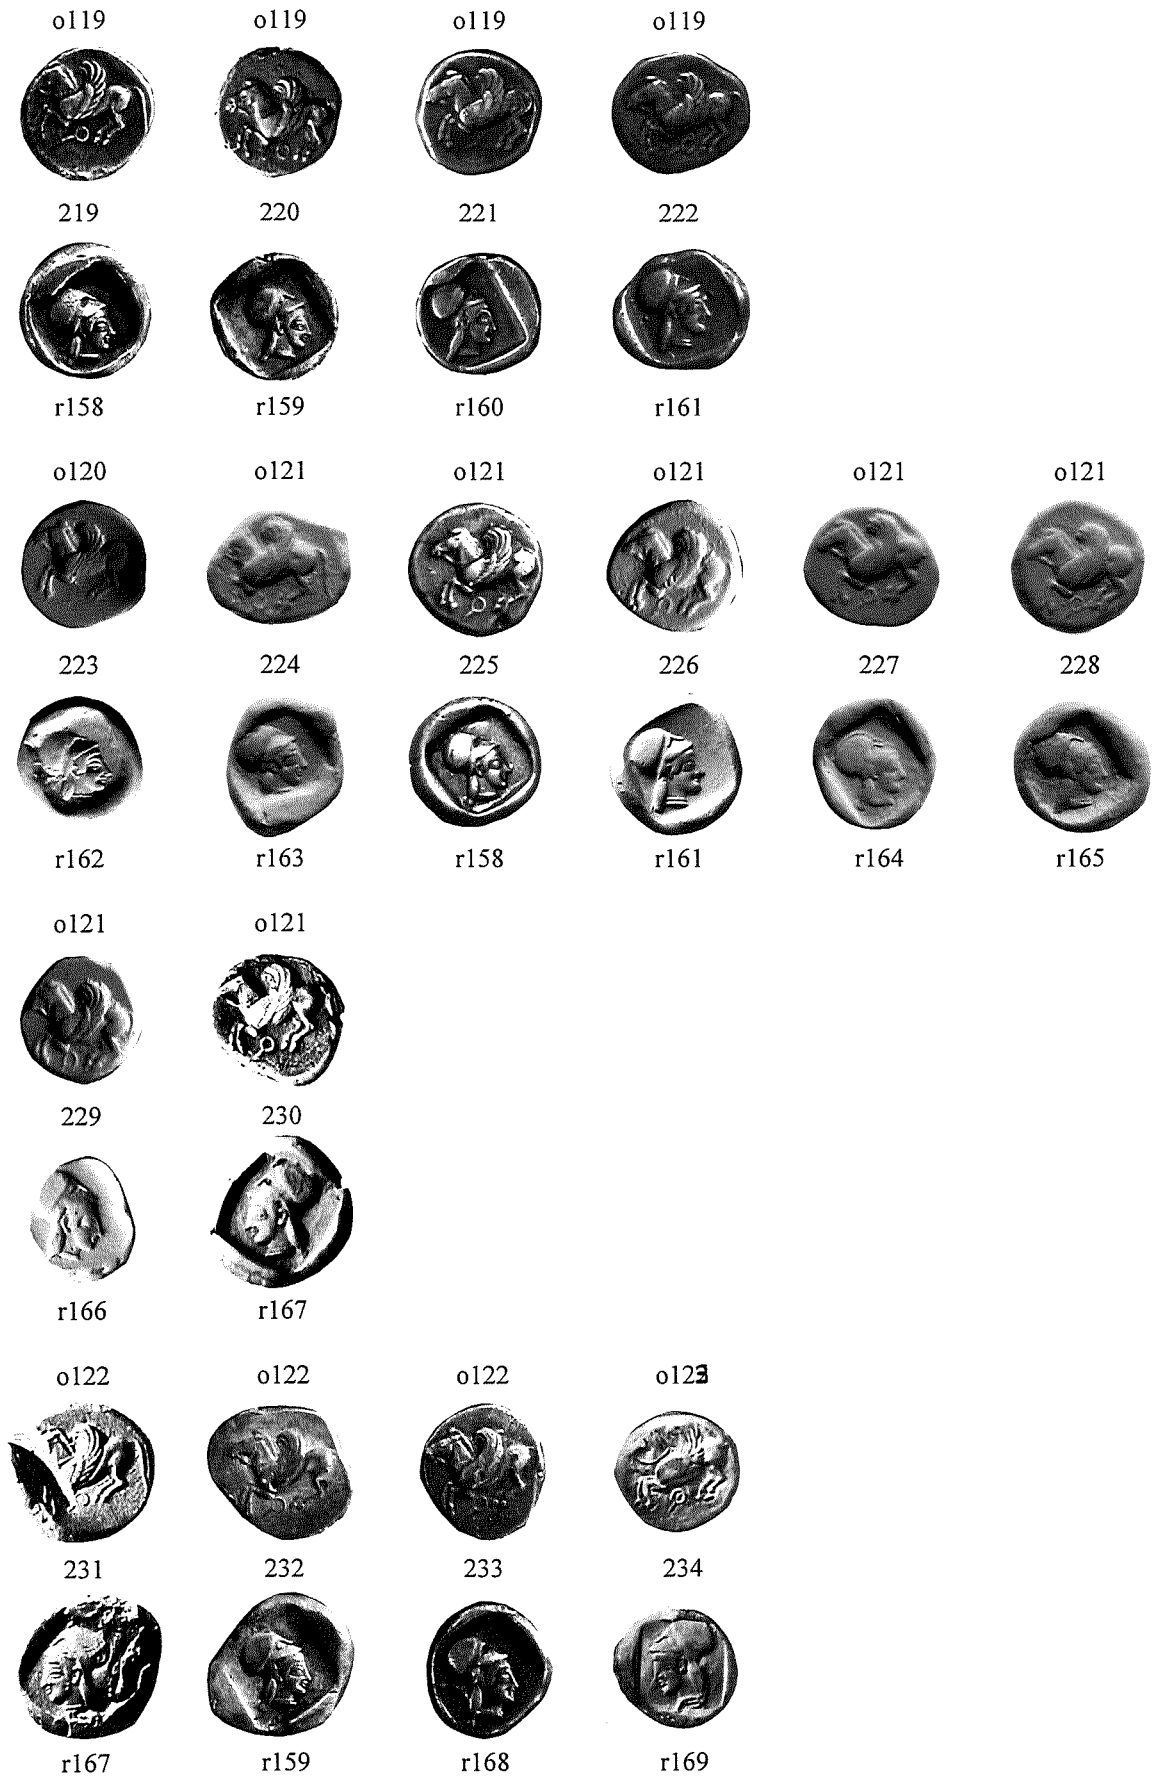 o119 o119 o119 o119
219 220 221 222
r158 r159 r160 r161
o120 o121 o121 o121 o121 o121
223 224 225 226 227 228
r162 r163 r158 r161 r164 r165
o121 o121
229 230
r166 r167
o122 o122 o122
231 232 233 234
r167 r159 r168 r169